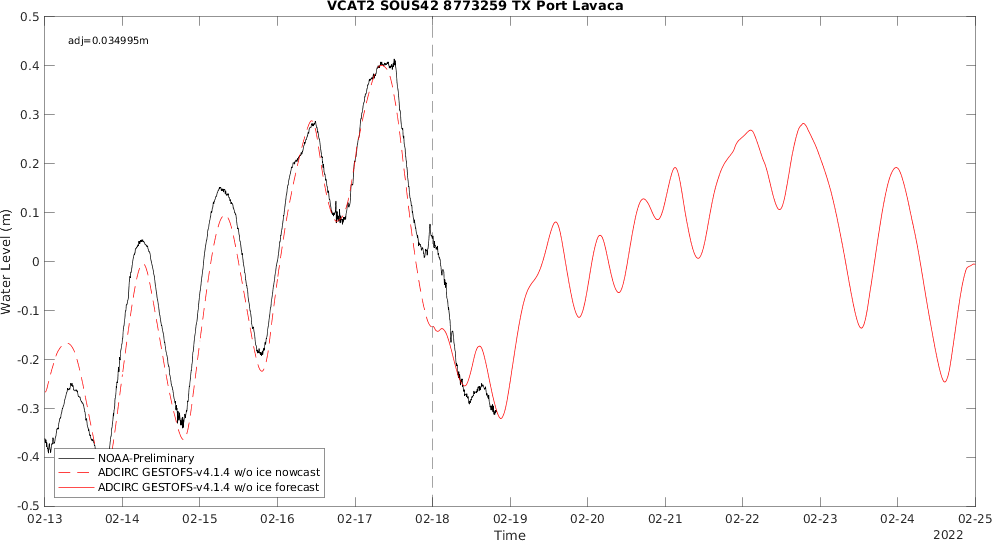 VCAT2 SOUS42 8773259 TX Port Lavaca
adj=0.034995m
Water Level (m)
0.5
0.4
0.3
0.2
0.1
0
-0.1
-0.2
-0.3
-0.4
-0.5
NOAA-Preliminary
ADCIRC GESTOFS-v4.1.4 w/o ice nowcast
ADCIRC GESTOFS-v4.1.4 w/o ice forecast
02-13 02-14 02-15 02-16 02-17 02-18 02-19 02-20 02-21 02-22 02-23 02-24 02-25
Time
2022